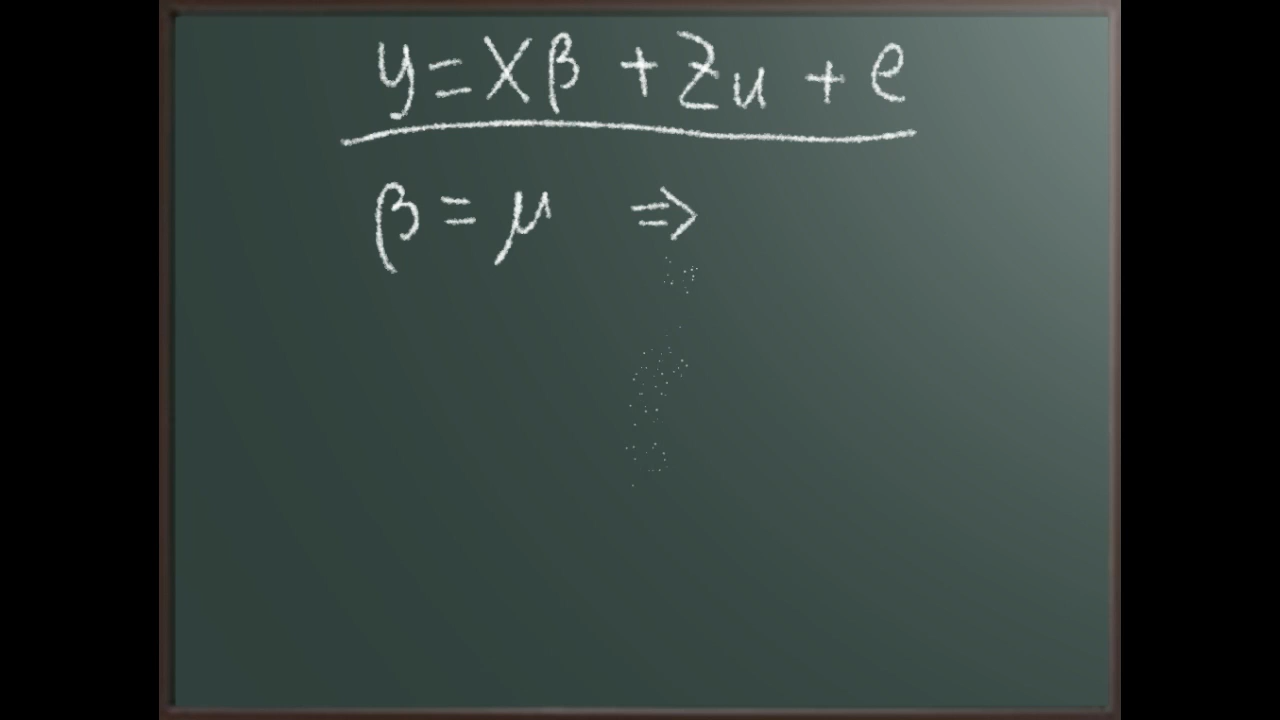 y = Xβ + Zu + e
β = μ ⇒